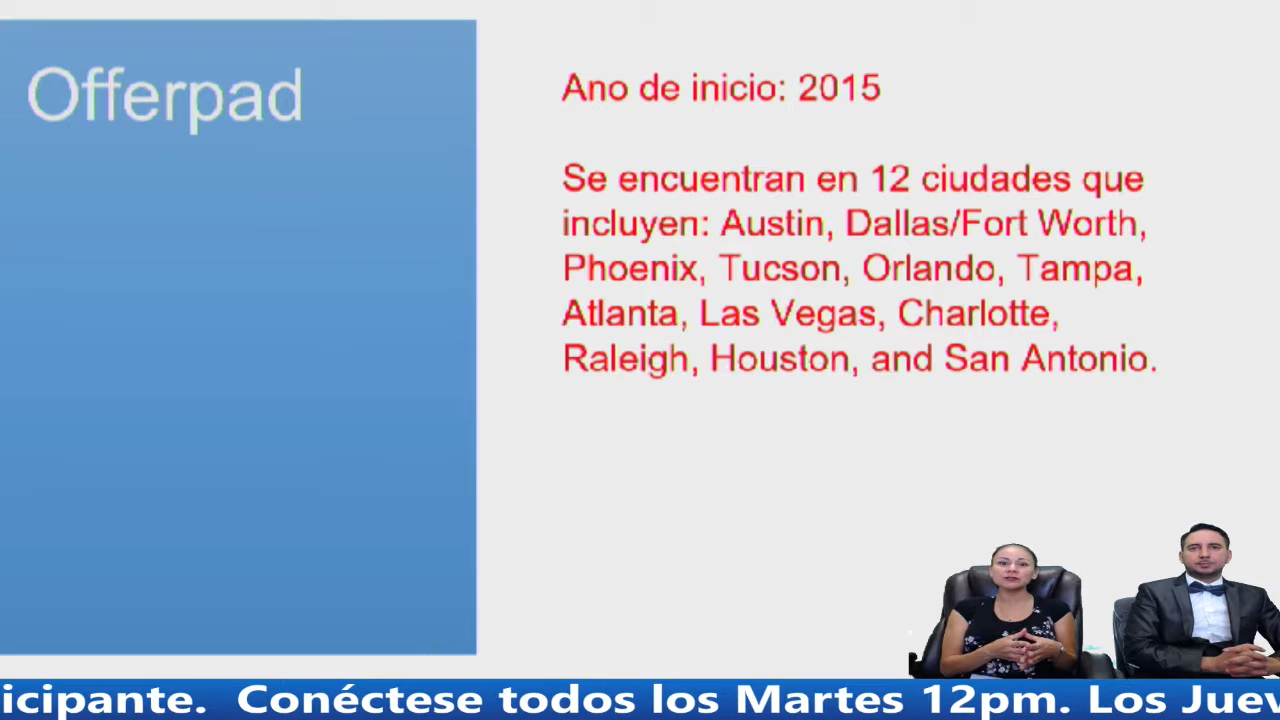 Offerpad
Ano de inicio: 2015
Se encuentran en 12 ciudades que
incluyen: Austin, Dallas/Fort Worth,
Phoenix, Tucson, Orlando, Tampa,
Atlanta, Las Vegas, Charlotte,
Raleigh, Houston, and San Antonio.
icipante. Conéctese todos los Martes 12pm. Los Juev